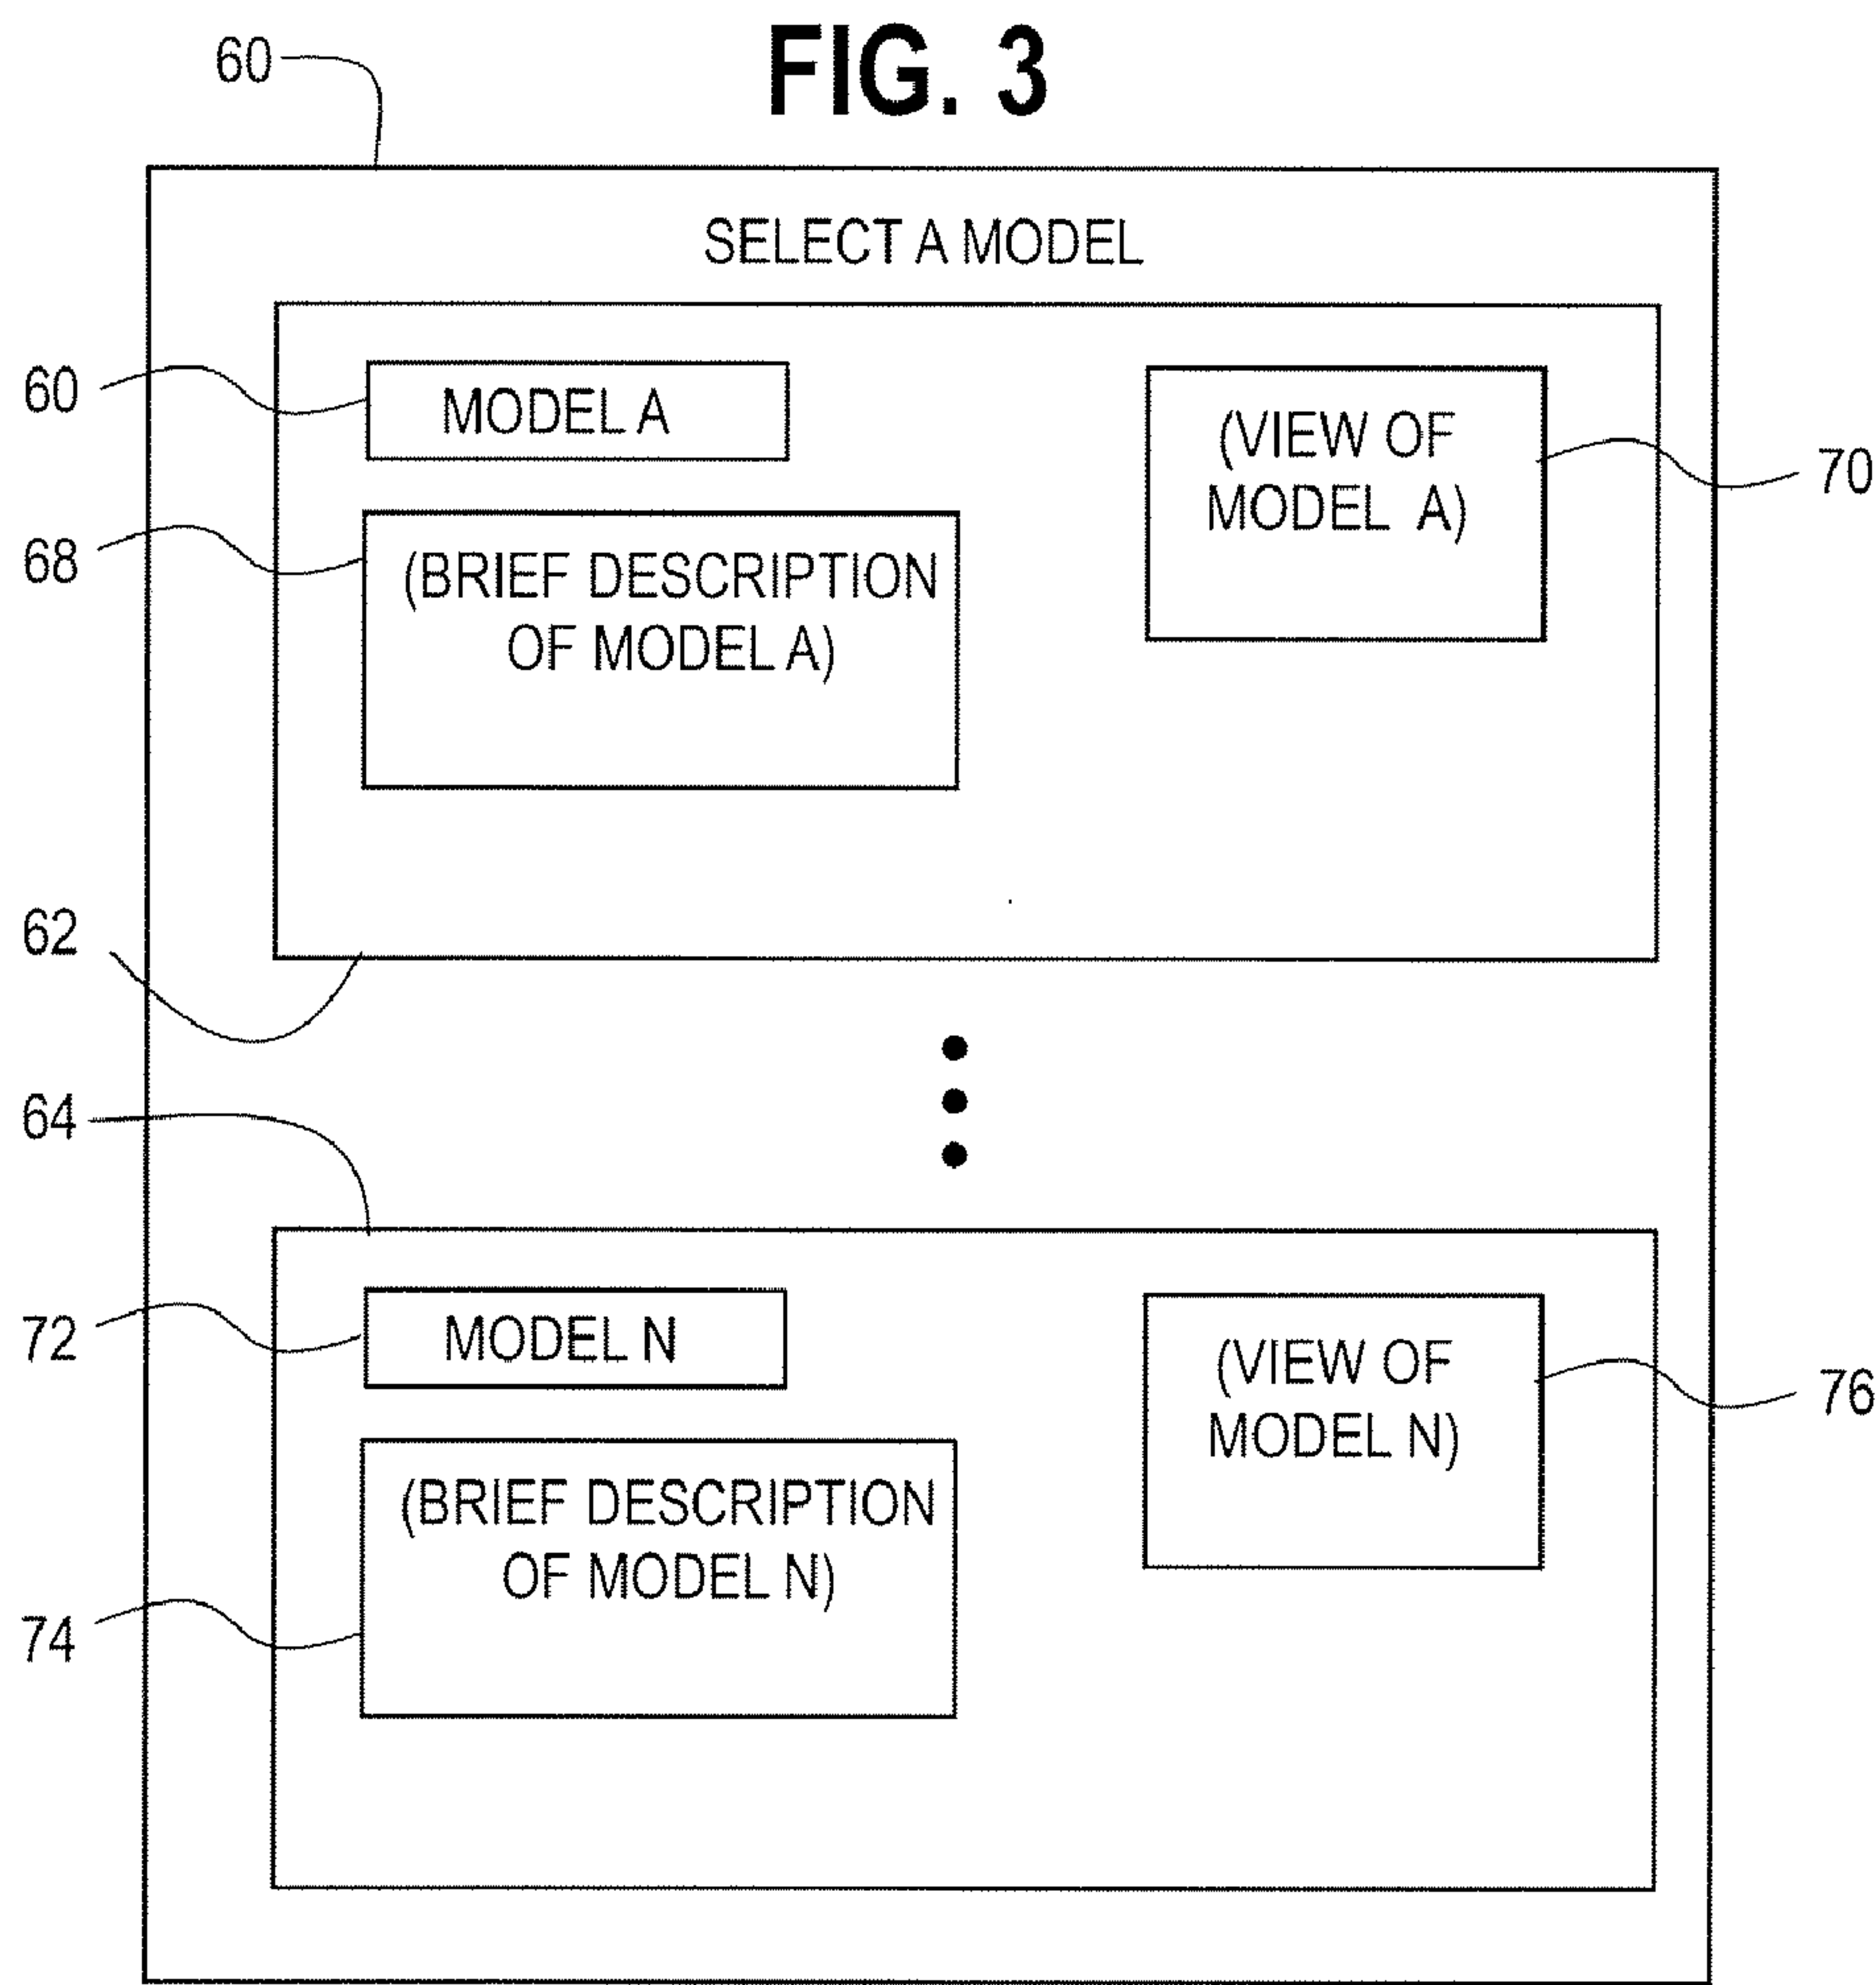 FIG. 3
60
SELECT A MODEL
60
MODEL A
(VIEW OF
MODEL A)
70
68
(BRIEF DESCRIPTION
OF MODEL A)
62
64
72
MODEL N
(VIEW OF
MODEL N)
76
(BRIEF DESCRIPTION
OF MODEL N)
74